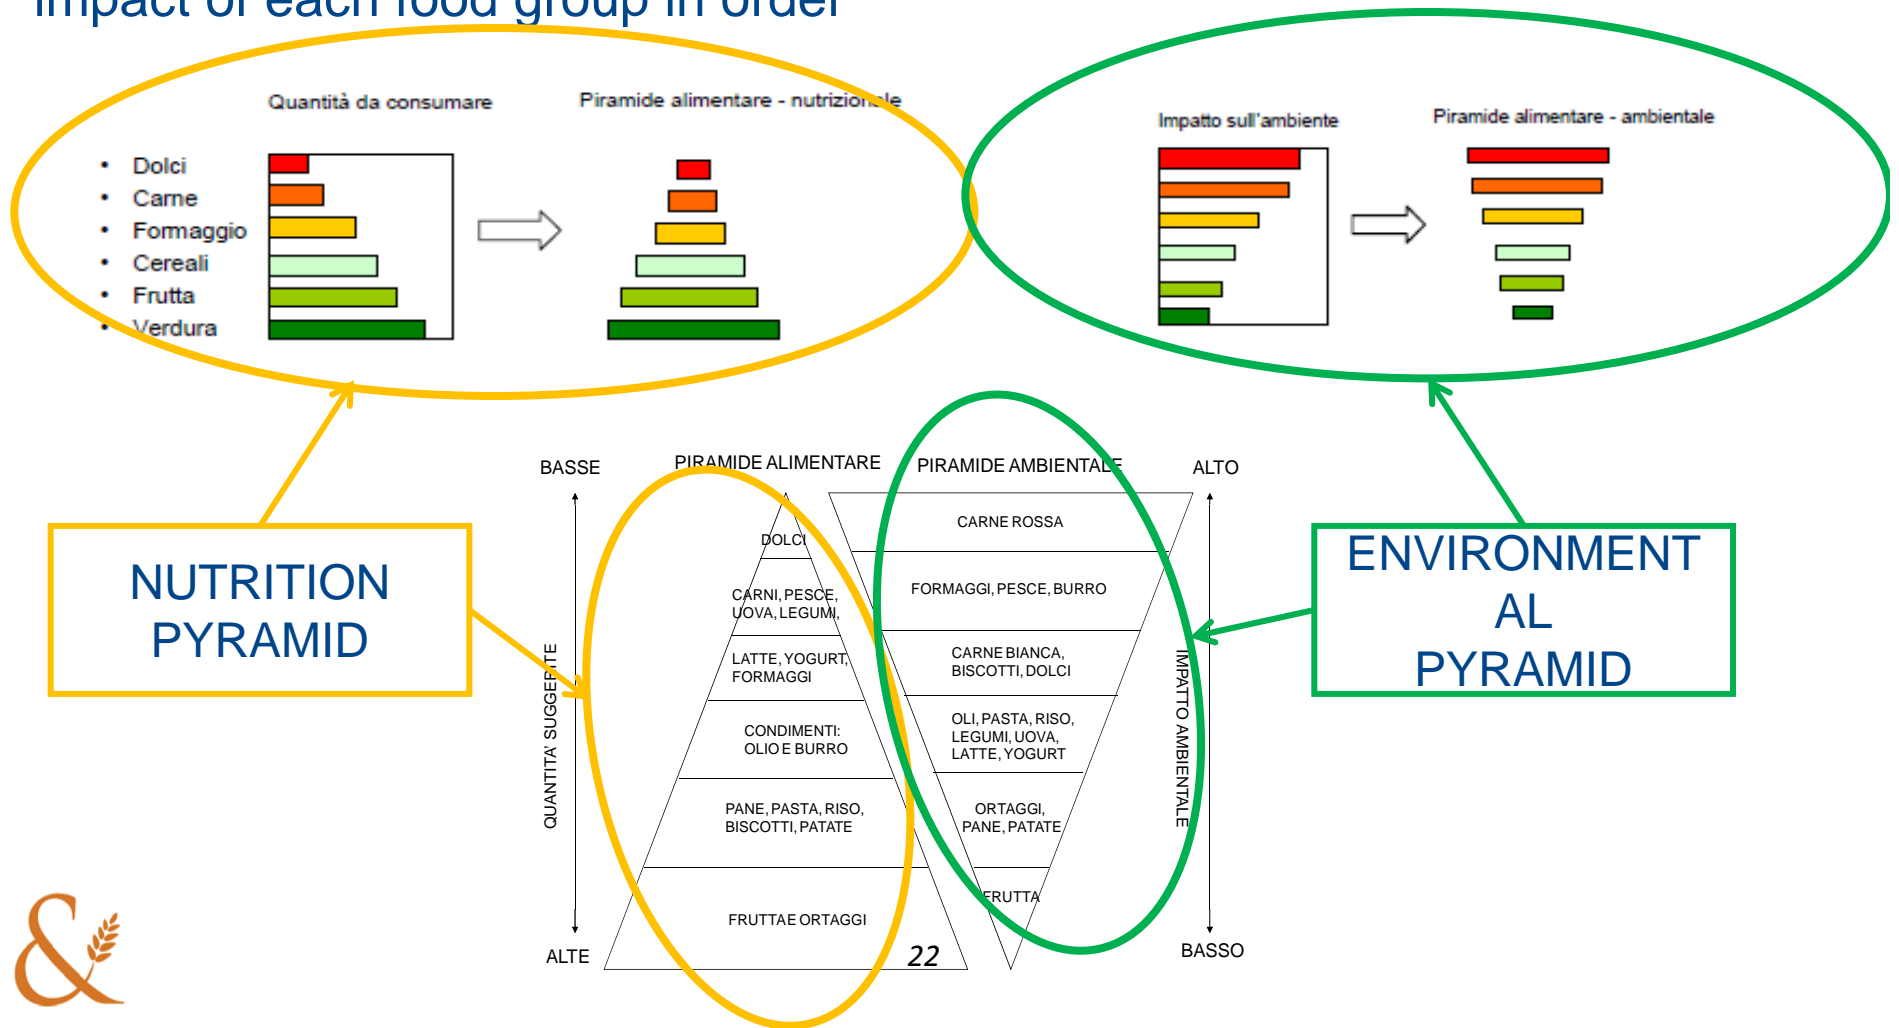 impact of each food group in order
Quantità da consumare
Piramide alimentare - nutrizionale
• Dolci
• Carne
• Formaggio
• Cereali
• Frutta
• Verdura
Impatto sull'ambiente
Piramide alimentare - ambientale
NUTRITION
PYRAMID
ENVIRONMENT
AL
PYRAMID
BASSE
QUANTITA' SUGGERITE
ALTE
PIRAMIDE ALIMENTARE
DOLCI
CARNI, PESCE,
UOVA, LEGUMI,
LATTE, YOGURT,
FORMAGGI
CONDIMENTI:
OLIO E BURRO
PANE, PASTA, RISO,
BISCOTTI, PATATE
FRUTTA E ORTAGGI
22
PIRAMIDE AMBIENTALE
CARNE ROSSA
FORMAGGI, PESCE, BURRO
CARNE BIANCA,
BISCOTTI, DOLCI
OLI, PASTA, RISO,
LEGUMI, UOVA,
LATTE, YOGURT
ORTAGGI,
PANE, PATATE
FRUTTA
ALTO
IMPATTO AMBIENTALE
BASSO
&